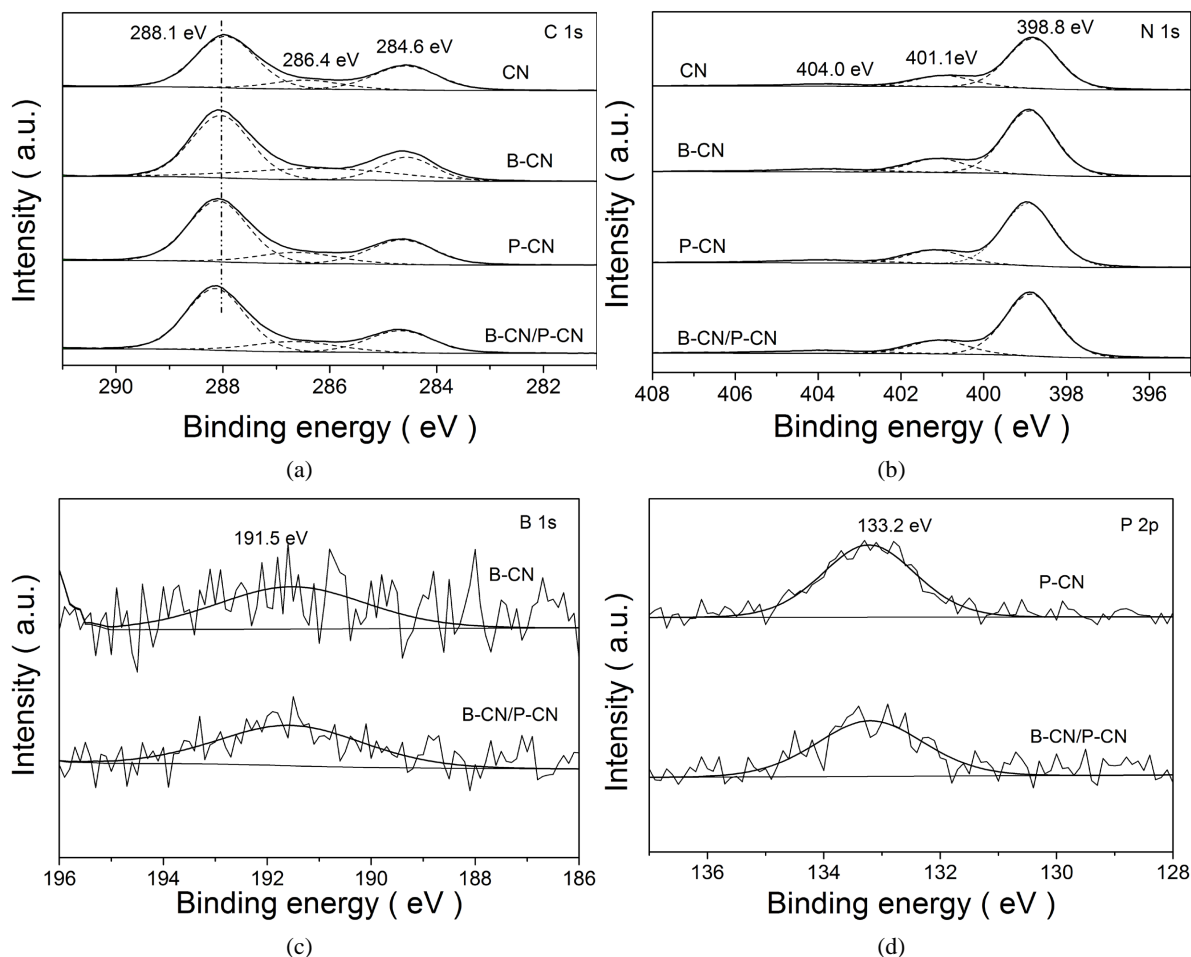 C 1s
288.1 eV
286.4 eV
284.6 eV
CN
B-CN
P-CN
B-CN/P-CN
Intensity ( a.u.)
290 288 286 284 282
Binding energy ( eV )
(a)
N 1s
398.8 eV
401.1eV
404.0 eV
CN
B-CN
P-CN
B-CN/P-CN
Intensity ( a.u.)
408 406 404 402 400 398 396
Binding energy ( eV )
(b)
B 1s
191.5 eV
B-CN
B-CN/P-CN
Intensity ( a.u.)
196 194 192 190 188 186
Binding energy ( eV )
(c)
P 2p
133.2 eV
P-CN
B-CN/P-CN
Intensity ( a.u.)
136 134 132 130 128
Binding energy ( eV )
(d)